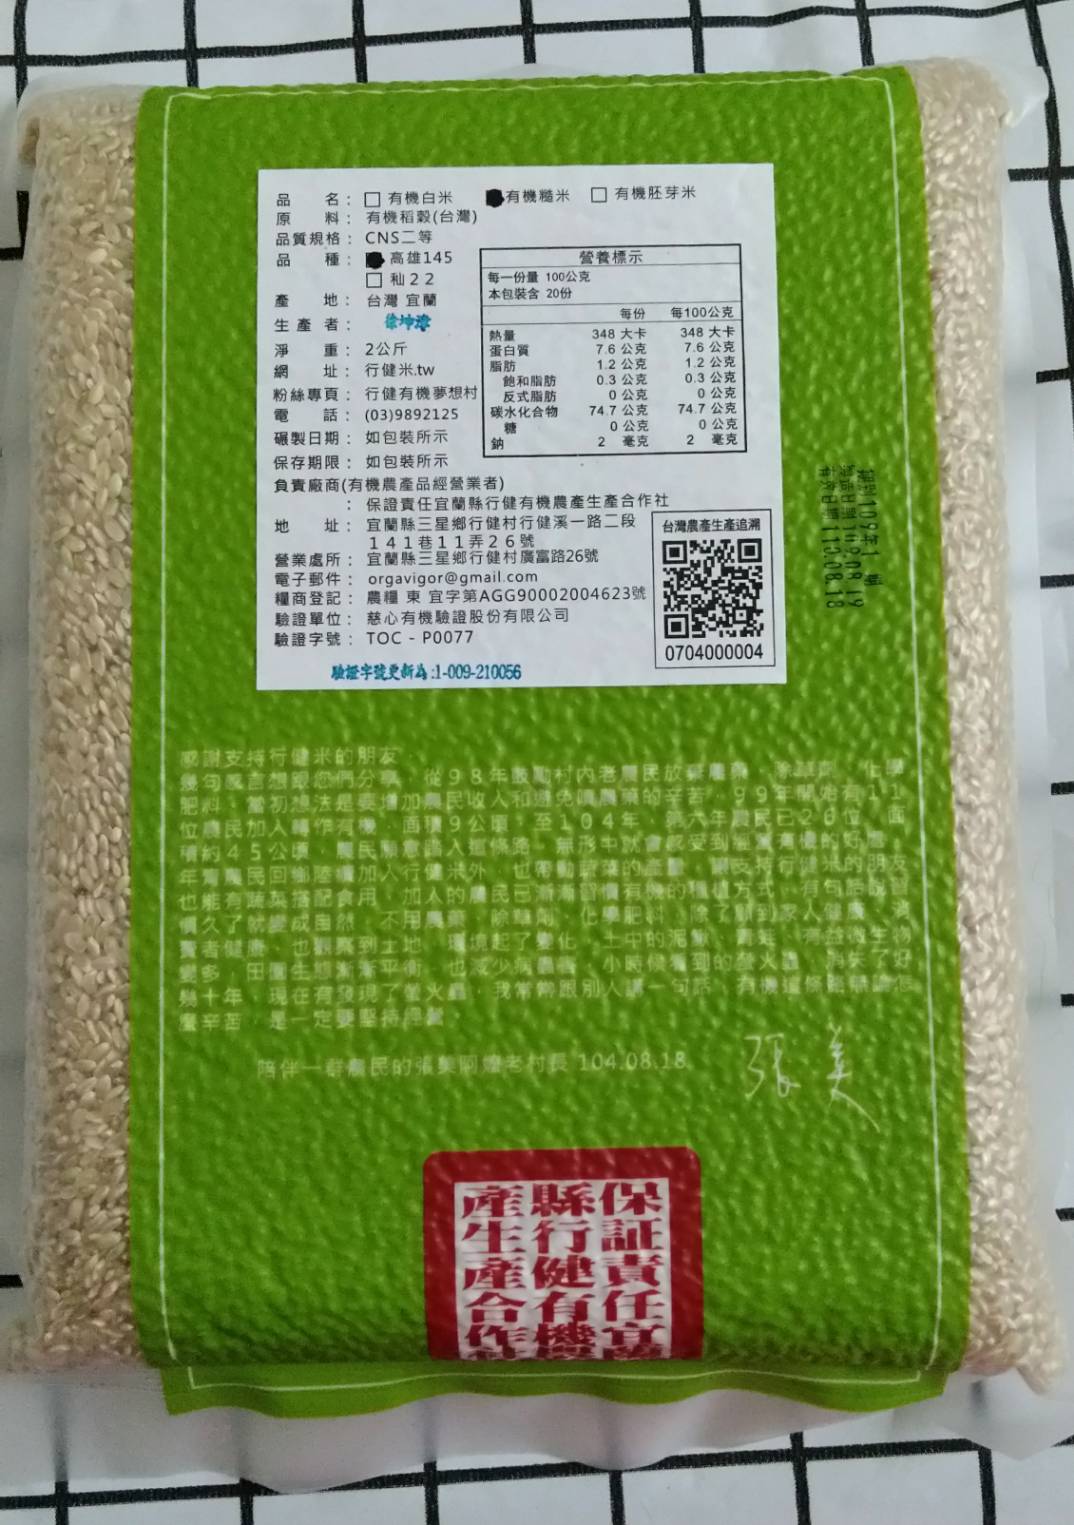 品名：□ 有機白米 有機糙米 □ 有機胚芽米
原料：有機稻穀(台灣)
品質規格：CNS二等
品種：高雄145
□ 秈22
產地：台灣 宜蘭
生產者：徐坤
淨重：2公斤
網址：行健米.tw
粉絲專頁：行健有機夢想村
電話：(03)9892125
碾製日期：如包裝所示
保存期限：如包裝所示
營養標示
每一份量 100公克
本包裝含 20份
每份 每100公克
熱量 348 大卡 348 大卡
蛋白質 7.6 公克 7.6 公克
脂肪 1.2 公克 1.2 公克
飽和脂肪 0.3 公克 0.3 公克
反式脂肪 0 公克 0 公克
碳水化合物 74.7 公克 74.7 公克
糖 0 公克 0 公克
鈉 2 毫克 2 毫克
負責廠商(有機農產品經營業者)
：保證責任宜蘭縣行健有機農產生產合作社
地址：宜蘭縣三星鄉行健村行健溪一路二段
141巷11弄26號
營業處所：宜蘭縣三星鄉行健村廣富路26號
電子郵件：orgavigor@gmail.com
糧商登記：農糧 東 宜字第AGG90002004623號
驗證單位：慈心有機驗證股份有限公司
驗證字號：TOC - P0077
驗證字號更新為:1-009-210056
台灣農產生產追溯
0704000004
109年1期
109.08.19
有效日期 110.08.18
感謝支持行健米的朋友
幾句感言想跟您們分享，從98年鼓勵村內老農民放棄農藥，除草劑，化學
肥料，當初想法是要增加農民收入和避免噴農藥的辛苦，99年開始有11
位農民加入轉作有機，面積9公頃，至104年，第六年農民已26位，面
積約45公頃，農民願意踏入這條路，無形中就會感受到經營有機的好處，
年青農民回鄉陸續加入行健米外，也帶動蔬菜的產量，讓支持行健米的朋友
也能有蔬菜搭配食用，加入的農民已漸漸習慣有機的種植方式，有句話說習
慣久了就變成自然，不用農藥，除草劑，化學肥料，除了顧到家人健康，消
費者健康，也觀察到土地，環境起了變化，土中的泥鰍，青蛙，有益微生物
變多，田園生態漸漸平衡，也減少病蟲害，小時候看到的螢火蟲，消失了好
幾十年，現在有發現了螢火蟲，我常常跟別人講一句話，有機這條路無論怎
麼辛苦，是一定要堅持
陪伴一群農民的張美阿嬤老村長 104.08.18
張美
保証責任宜
縣行健有機
產生產合作